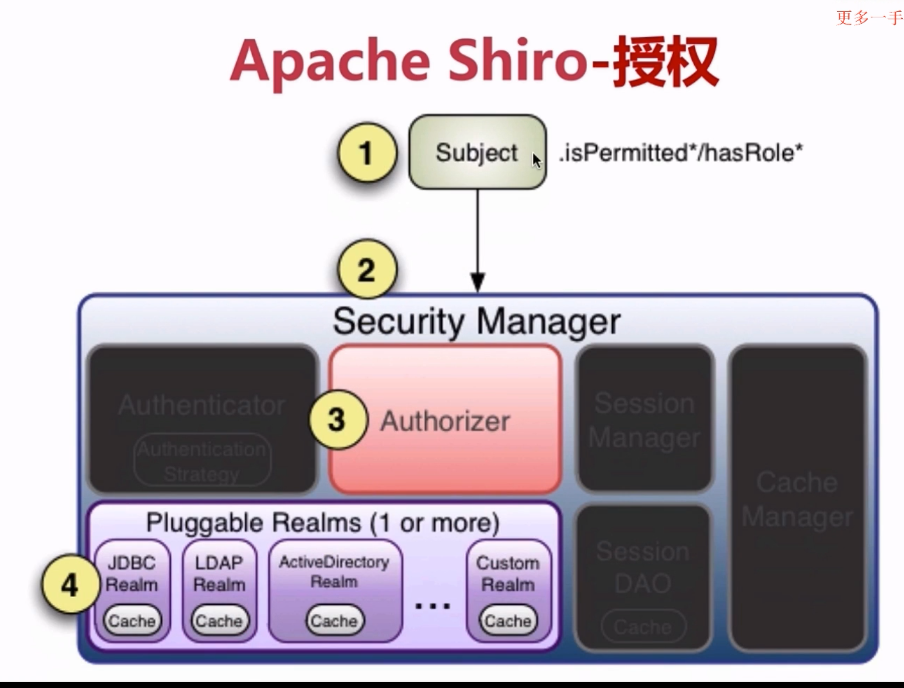 更多一手
Apache Shiro-授权
1
Subject
.isPermitted*/hasRole*
2
Security Manager
Authenticator
Authentication
Strategy
3
Authorizer
Session
Manager
Cache
Manager
Pluggable Realms (1 or more)
4
JDBC
Realm
Cache
LDAP
Realm
Cache
ActiveDirectory
Realm
Cache
...
Custom
Realm
Cache
Session
DAO
Cache